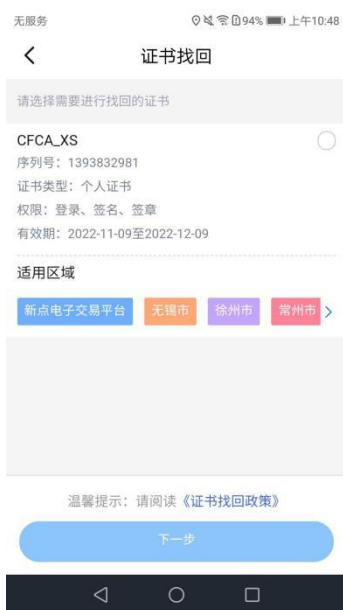 无服务 94% 上午10:48
证书找回
请选择需要进行找回的证书
CFCA_XS
序列号：1393832981
证书类型：个人证书
权限：登录、签名、签章
有效期：2022-11-09至2022-12-09
适用区域
新点电子交易平台 无锡市 徐州市 常州市
温馨提示：请阅读《证书找回政策》
下一步